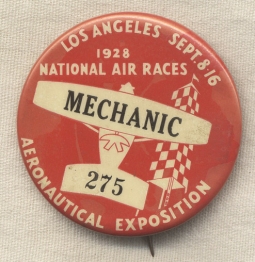 LOS ANGELES SEPT. 8-16
1928
NATIONAL AIR RACES
MECHANIC
275
AERONAUTICAL EXPOSITION